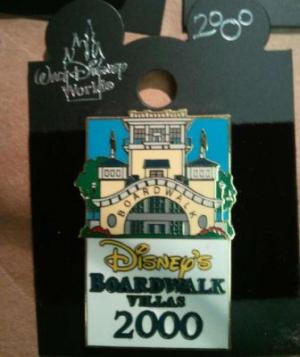 2000
Walt Disney
World
BOARDWALK
Disney's
BOARDWALK
VILLAS
2000